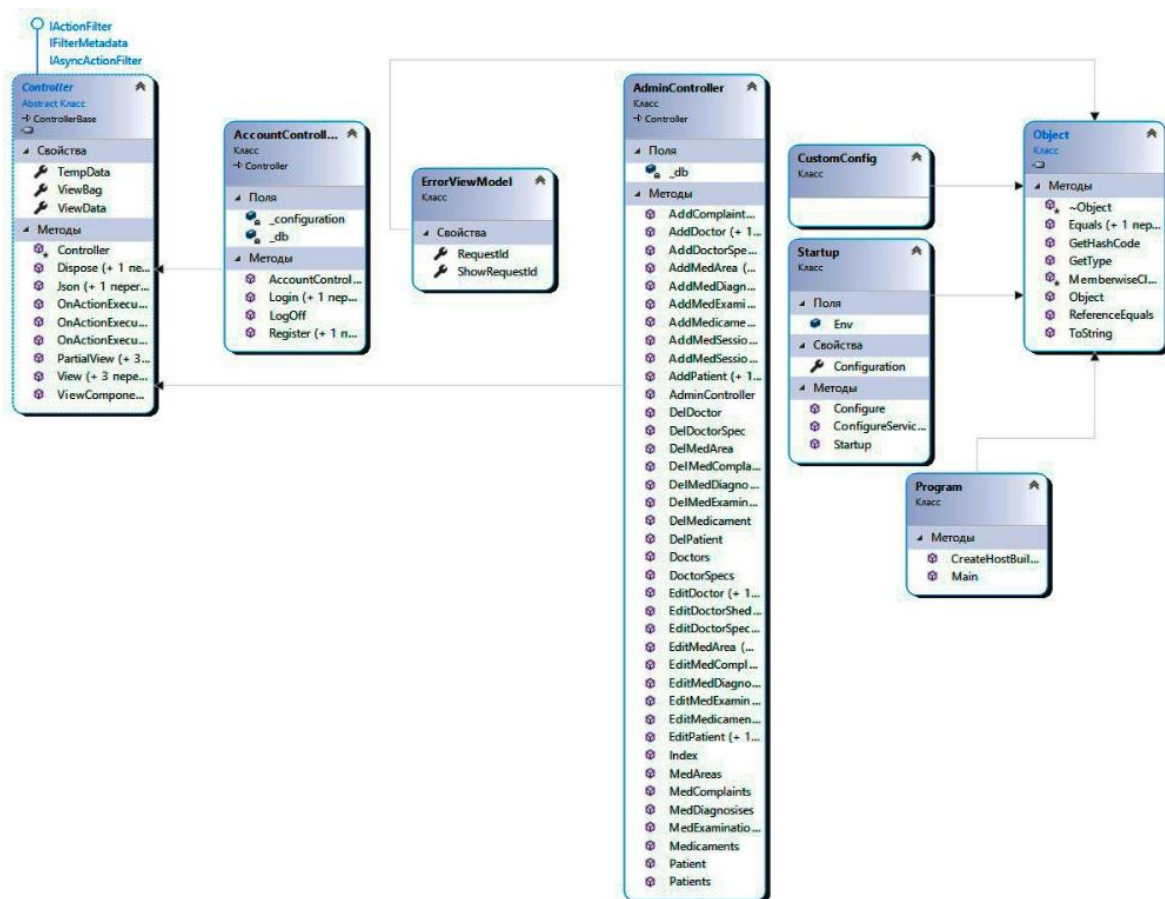 IActionFilter
IFilterMetadata
IAsyncActionFilter
Controller
Abstract Класс
ControllerBase
Свойства
TempData
ViewBag
ViewData
Методы
Controller
Dispose (+ 1 пе...
Json (+ 1 перег...
OnActionExecu...
OnActionExecu...
OnActionExecu...
PartialView (+ 3...
View (+ 3 пере...
ViewCompone...
AccountControll...
Класс
Controller
Поля
_configuration
_db
Методы
AccountControl...
Login (+ 1 пер...
LogOff
Register (+ 1 п...
ErrorViewModel
Класс
Свойства
RequestId
ShowRequestId
AdminController
Класс
Controller
Поля
_db
Методы
AddComplaint...
AddDoctor (+ 1...
AddDoctorSpe...
AddMedArea (...
AddMedDiagn...
AddMedExami...
AddMedicame...
AddMedSessio...
AddMedSessio...
AddPatient (+ 1...
AdminController
DelDoctor
DelDoctorSpec
DelMedArea
DelMedCompla...
DelMedDiagno...
DelMedExamin...
DelMedicament
DelPatient
Doctors
DoctorSpecs
EditDoctor (+ 1...
EditDoctorShed...
EditDoctorSpec...
EditMedArea (...
EditMedCompl...
EditMedDiagno...
EditMedExamin...
EditMedicamen...
EditPatient (+ 1...
Index
MedAreas
MedComplaints
MedDiagnosises
MedExaminatio...
Medicaments
Patient
Patients
CustomConfig
Класс
Startup
Класс
Поля
Env
Свойства
Configuration
Методы
Configure
ConfigureServic...
Startup
Object
Класс
Методы
~Object
Equals (+ 1 пер...
GetHashCode
GetType
MemberwiseCl...
Object
ReferenceEquals
ToString
Program
Класс
Методы
CreateHostBuil...
Main